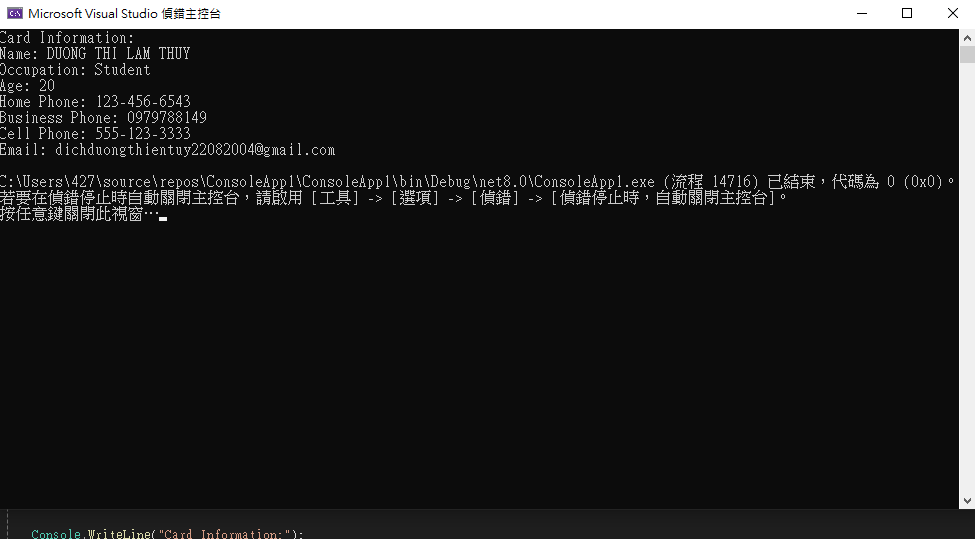 Microsoft Visual Studio 偵錯主控台
Card Information:
Name: DUONG THI LAM THUY
Occupation: Student
Age: 20
Home Phone: 123-456-6543
Business Phone: 0979788149
Cell Phone: 555-123-3333
Email: dichduongthientuy22082004@gmail.com
C:\Users\427\source\repos\ConsoleApp1\ConsoleApp1\bin\Debug\net8.0\ConsoleApp1.exe (流程 14716) 已結束，代碼為 0 (0x0)。
若要在偵錯停止時自動關閉主控台，請啟用 [工具] -> [選項] -> [偵錯] -> [偵錯停止時，自動關閉主控台]。
按任意鍵關閉此視窗…
Console.WriteLine("Card Information:");